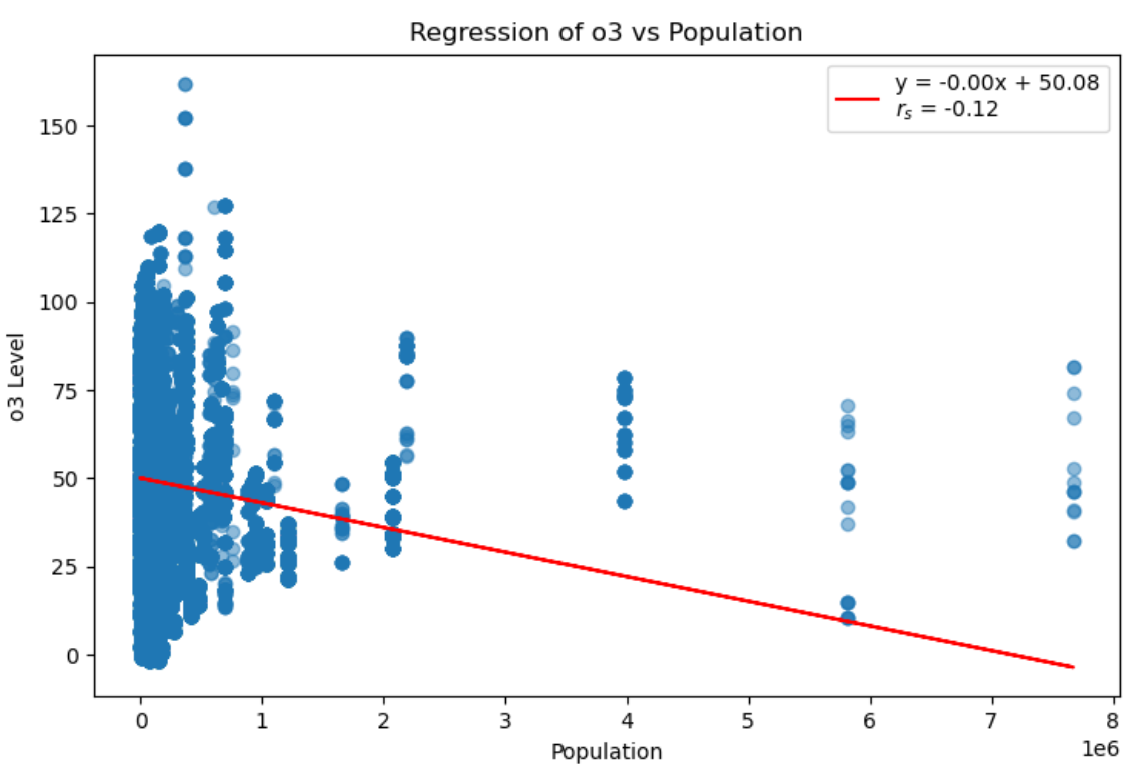 Regression of o3 vs Population
y = -0.00x + 50.08
rs = -0.12
o3 Level
150
125
100
75
50
25
0
0 1 2 3 4 5 6 7 8
1e6
Population